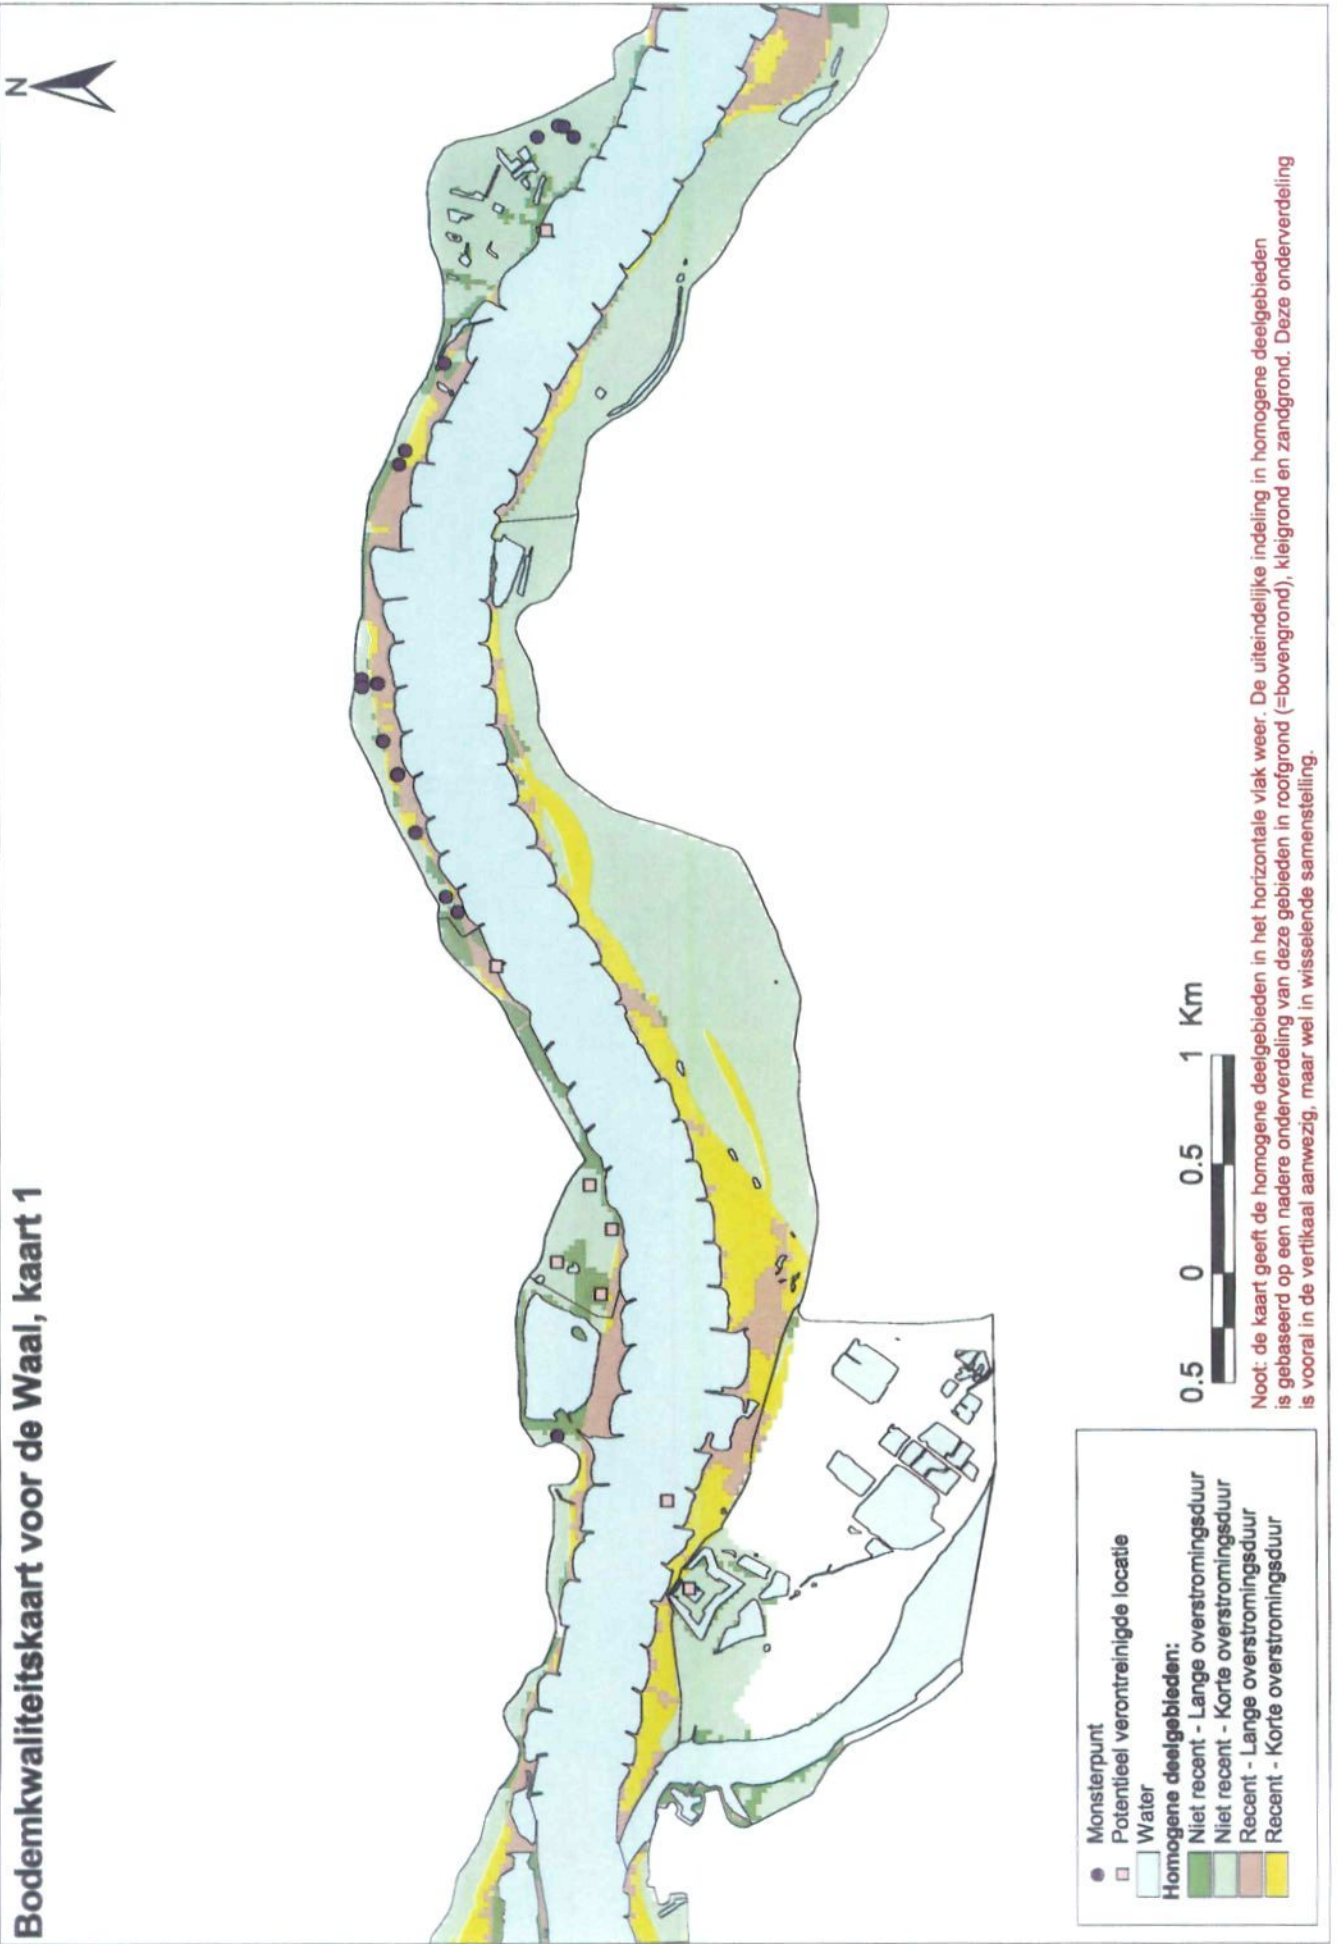 Bodemkwaliteitskaart voor de Waal, kaart 1
N
Monsterpunt
Potentieel verontreinigde locatie
Water
Homogene deelgebieden:
Niet recent - Lange overstromingsduur
Niet recent - Korte overstromingsduur
Recent - Lange overstromingsduur
Recent - Korte overstromingsduur
0.5 0 0.5 1 Km
Noot: de kaart geeft de homogene deelgebieden in het horizontale vlak weer. De uiteindelijke indeling in homogene deelgebieden
is gebaseerd op een nadere onderverdeling van deze gebieden in roofgrond (=bovengrond), kleigrond en zandgrond. Deze onderverdeling
is vooral in de vertikaal aanwezig, maar wel in wisselende samenstelling.